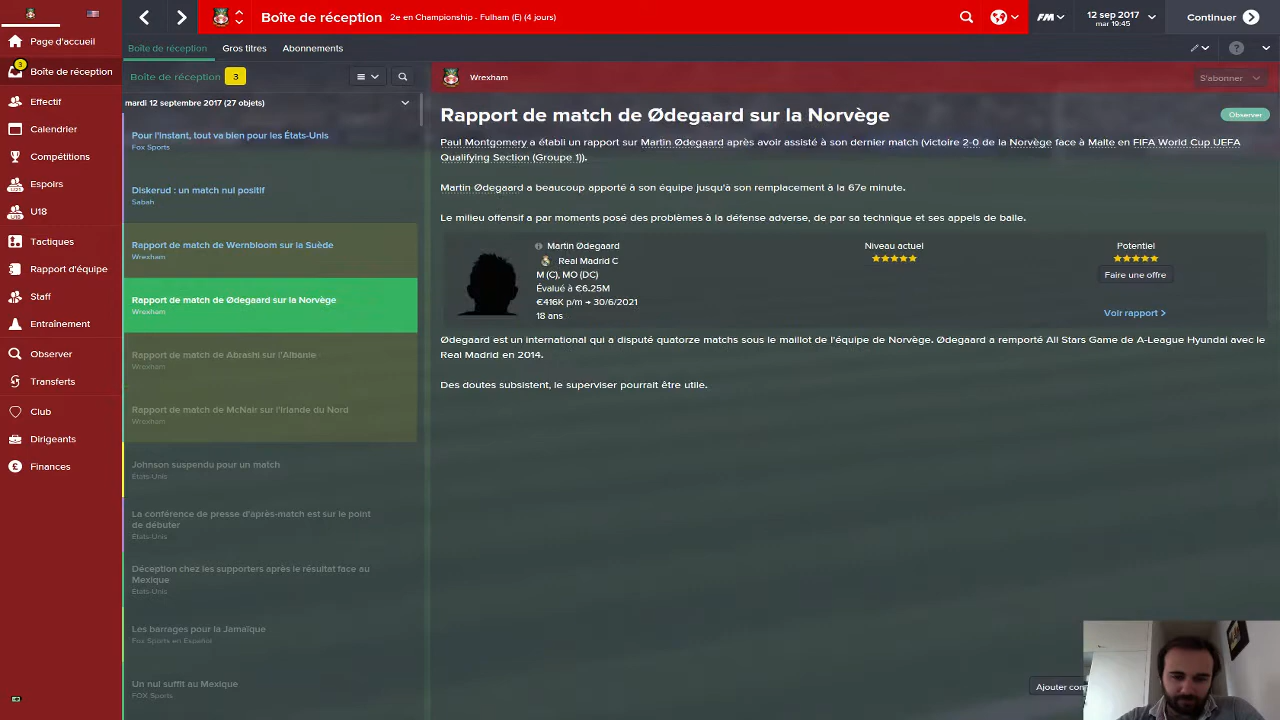 Boîte de réception
2e en Championship - Fulham (E) (4 jours)
FM
12 sep 2017
mar 19:45
Continuer
Page d'accueil
3
Boîte de réception
Effectif
Calendrier
Compétitions
Espoirs
U18
Tactiques
Rapport d'équipe
Staff
Entraînement
Observer
Transferts
Club
Dirigeants
Finances
Boîte de réception
Gros titres
Abonnements
Boîte de réception
3
mardi 12 septembre 2017 (27 objets)
Pour l'instant, tout va bien pour les États-Unis
Fox Sports
Diskerud : un match nul positif
Sabah
Rapport de match de Wernbloom sur la Suède
Wrexham
Rapport de match de Ødegaard sur la Norvège
Wrexham
Rapport de match de Abrashi sur l'Albanie
Wrexham
Rapport de match de McNair sur l'Irlande du Nord
Wrexham
Johnson suspendu pour un match
États-Unis
La conférence de presse d'après-match est sur le point
de débuter
États-Unis
Déception chez les supporters après le résultat face au
Mexique
États-Unis
Les barrages pour la Jamaïque
Fox Sports en Español
Un nul suffit au Mexique
FOX Sports
Wrexham
S'abonner
Rapport de match de Ødegaard sur la Norvège
Observer
Paul Montgomery a établi un rapport sur Martin Ødegaard après avoir assisté à son dernier match (victoire 2-0 de la Norvège face à Malte en FIFA World Cup UEFA
Qualifying Section (Groupe 1)).
Martin Ødegaard a beaucoup apporté à son équipe jusqu'à son remplacement à la 67e minute.
Le milieu offensif a par moments posé des problèmes à la défense adverse, de par sa technique et ses appels de balle.
Martin Ødegaard
Real Madrid C
M (C), MO (DC)
Évalué à €6.25M
€416K p/m → 30/6/2021
18 ans
Niveau actuel
Potentiel
Faire une offre
Voir rapport >
Ødegaard est un international qui a disputé quatorze matchs sous le maillot de l'équipe de Norvège. Ødegaard a remporté All Stars Game de A-League Hyundai avec le
Real Madrid en 2014.
Des doutes subsistent, le superviser pourrait être utile.
Ajouter